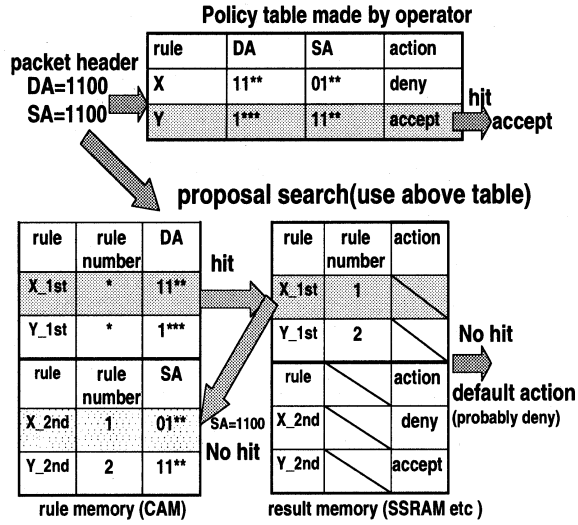 Policy table made by operator
packet header
DA=1100
SA=1100
rule DA SA action
X 11** 01** deny
Y 1*** 11** accept
hit
accept
proposal search(use above table)
rule rule number DA
X_1st * 11**
Y_1st * 1***
rule rule number SA
X_2nd 1 01**
Y_2nd 2 11**
rule memory (CAM)
hit
SA=1100
No hit
rule rule number action
X_1st 1
Y_1st 2
rule action
X_2nd deny
Y_2nd accept
result memory (SSRAM etc )
No hit
default action
(probably deny)